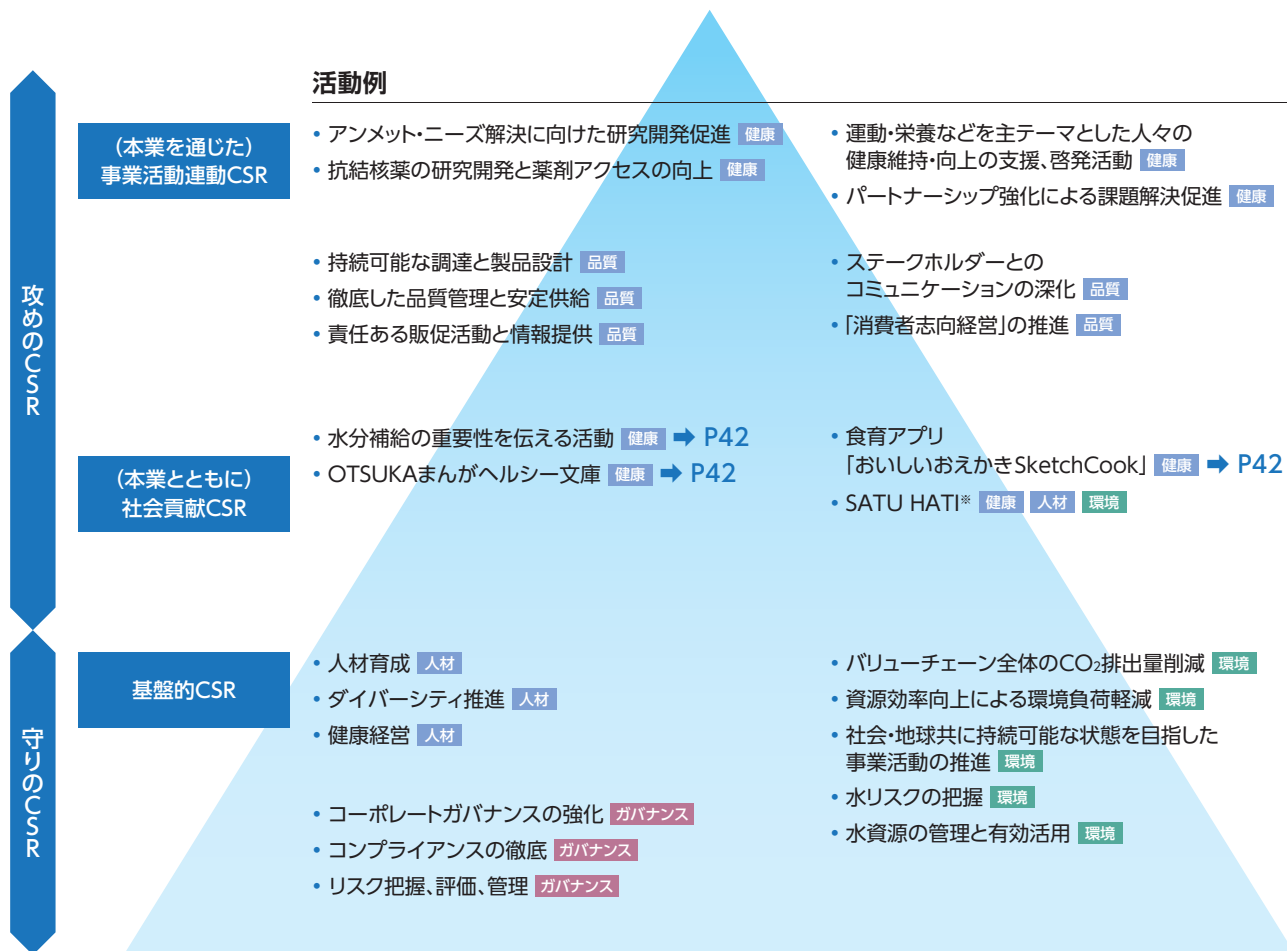 活動例
攻めのCSR
(本業を通じた)
事業活動連動CSR
• アンメット・ニーズ解決に向けた研究開発促進 健康
• 抗結核薬の研究開発と薬剤アクセスの向上 健康
• 運動・栄養などを主テーマとした人々の
健康維持・向上の支援、啓発活動 健康
• パートナーシップ強化による課題解決促進 健康
• 持続可能な調達と製品設計 品質
• 徹底した品質管理と安定供給 品質
• 責任ある販促活動と情報提供 品質
• ステークホルダーとの
コミュニケーションの深化 品質
• 「消費者志向経営」の推進 品質
(本業とともに)
社会貢献CSR
• 水分補給の重要性を伝える活動 健康 ➡ P42
• OTSUKAまんがヘルシー文庫 健康 ➡ P42
• 食育アプリ
「おいしいおえかきSketchCook」 健康 ➡ P42
• SATU HATI※ 健康 人材 環境
守りのCSR
基盤的CSR
• 人材育成 人材
• ダイバーシティ推進 人材
• 健康経営 人材
• コーポレートガバナンスの強化 ガバナンス
• コンプライアンスの徹底 ガバナンス
• リスク把握、評価、管理 ガバナンス
• バリューチェーン全体のCO₂排出量削減 環境
• 資源効率向上による環境負荷軽減 環境
• 社会・地球共に持続可能な状態を目指した
事業活動の推進 環境
• 水リスクの把握 環境
• 水資源の管理と有効活用 環境